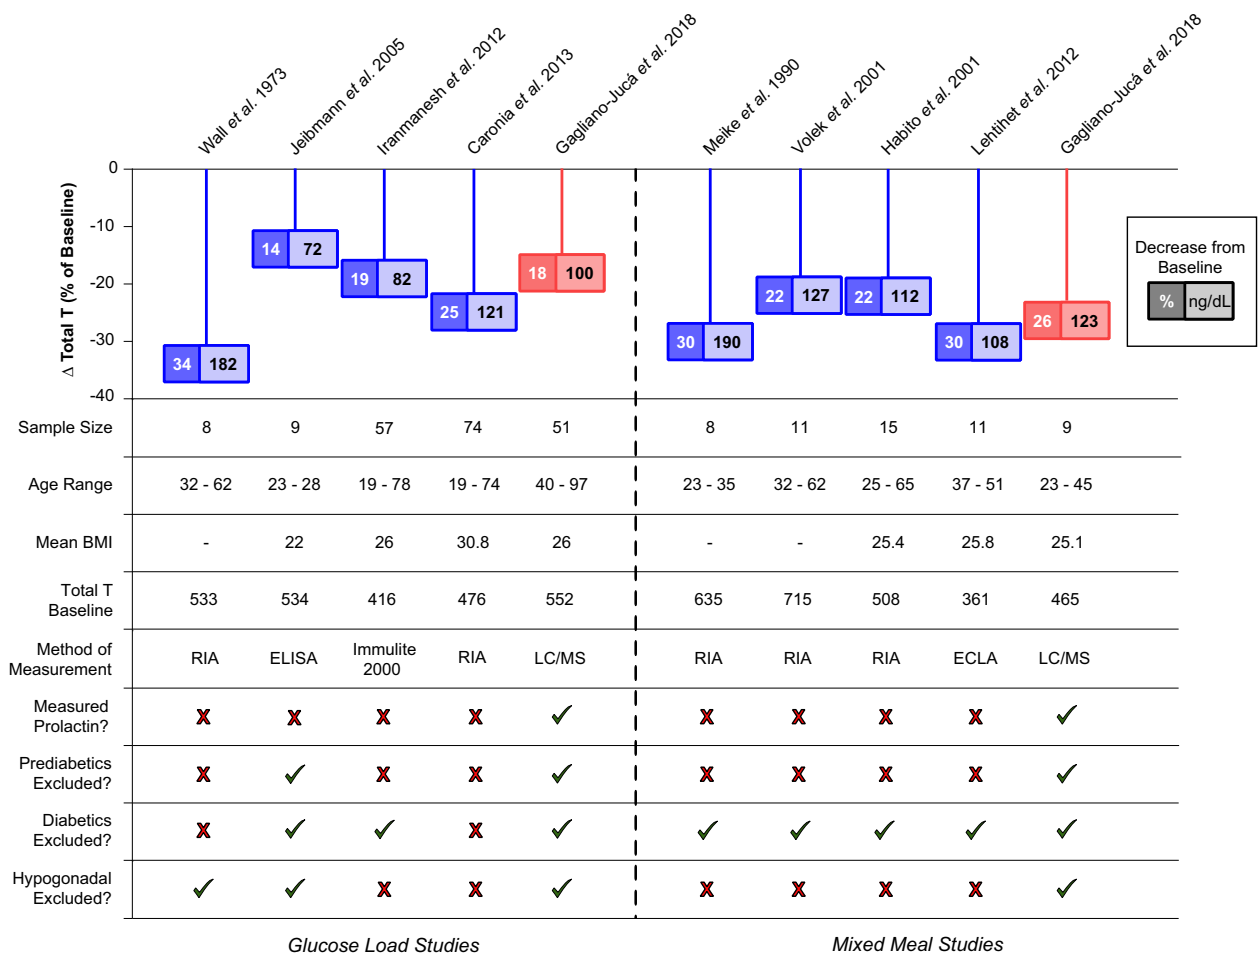 Wall et al. 1973
Jeibmann et al. 2005
Iranmanesh et al. 2012
Caronia et al. 2013
Gagliano-Jucá et al. 2018
Meike et al. 1990
Volek et al. 2001
Habito et al. 2001
Lehtihet et al. 2012
Gagliano-Jucá et al. 2018
Δ Total T (% of Baseline)
0
-10
-20
-30
-40
34 182
14 72
19 82
25 121
18 100
30 190
22 127
22 112
30 108
26 123
Decrease from
Baseline
% ng/dL
Sample Size 8 9 57 74 51 8 11 15 11 9
Age Range 32 - 62 23 - 28 19 - 78 19 - 74 40 - 97 23 - 35 32 - 62 25 - 65 37 - 51 23 - 45
Mean BMI - 22 26 30.8 26 - - 25.4 25.8 25.1
Total T
Baseline 533 534 416 476 552 635 715 508 361 465
Method of
Measurement RIA ELISA Immulite
2000 RIA LC/MS RIA RIA RIA ECLA LC/MS
Measured
Prolactin? X X X X ✓ X X X X ✓
Prediabetics
Excluded? X ✓ X X ✓ X X X X ✓
Diabetics
Excluded? X ✓ ✓ X ✓ ✓ ✓ ✓ ✓ ✓
Hypogonadal
Excluded? ✓ ✓ X X ✓ X X X X ✓
Glucose Load Studies
Mixed Meal Studies